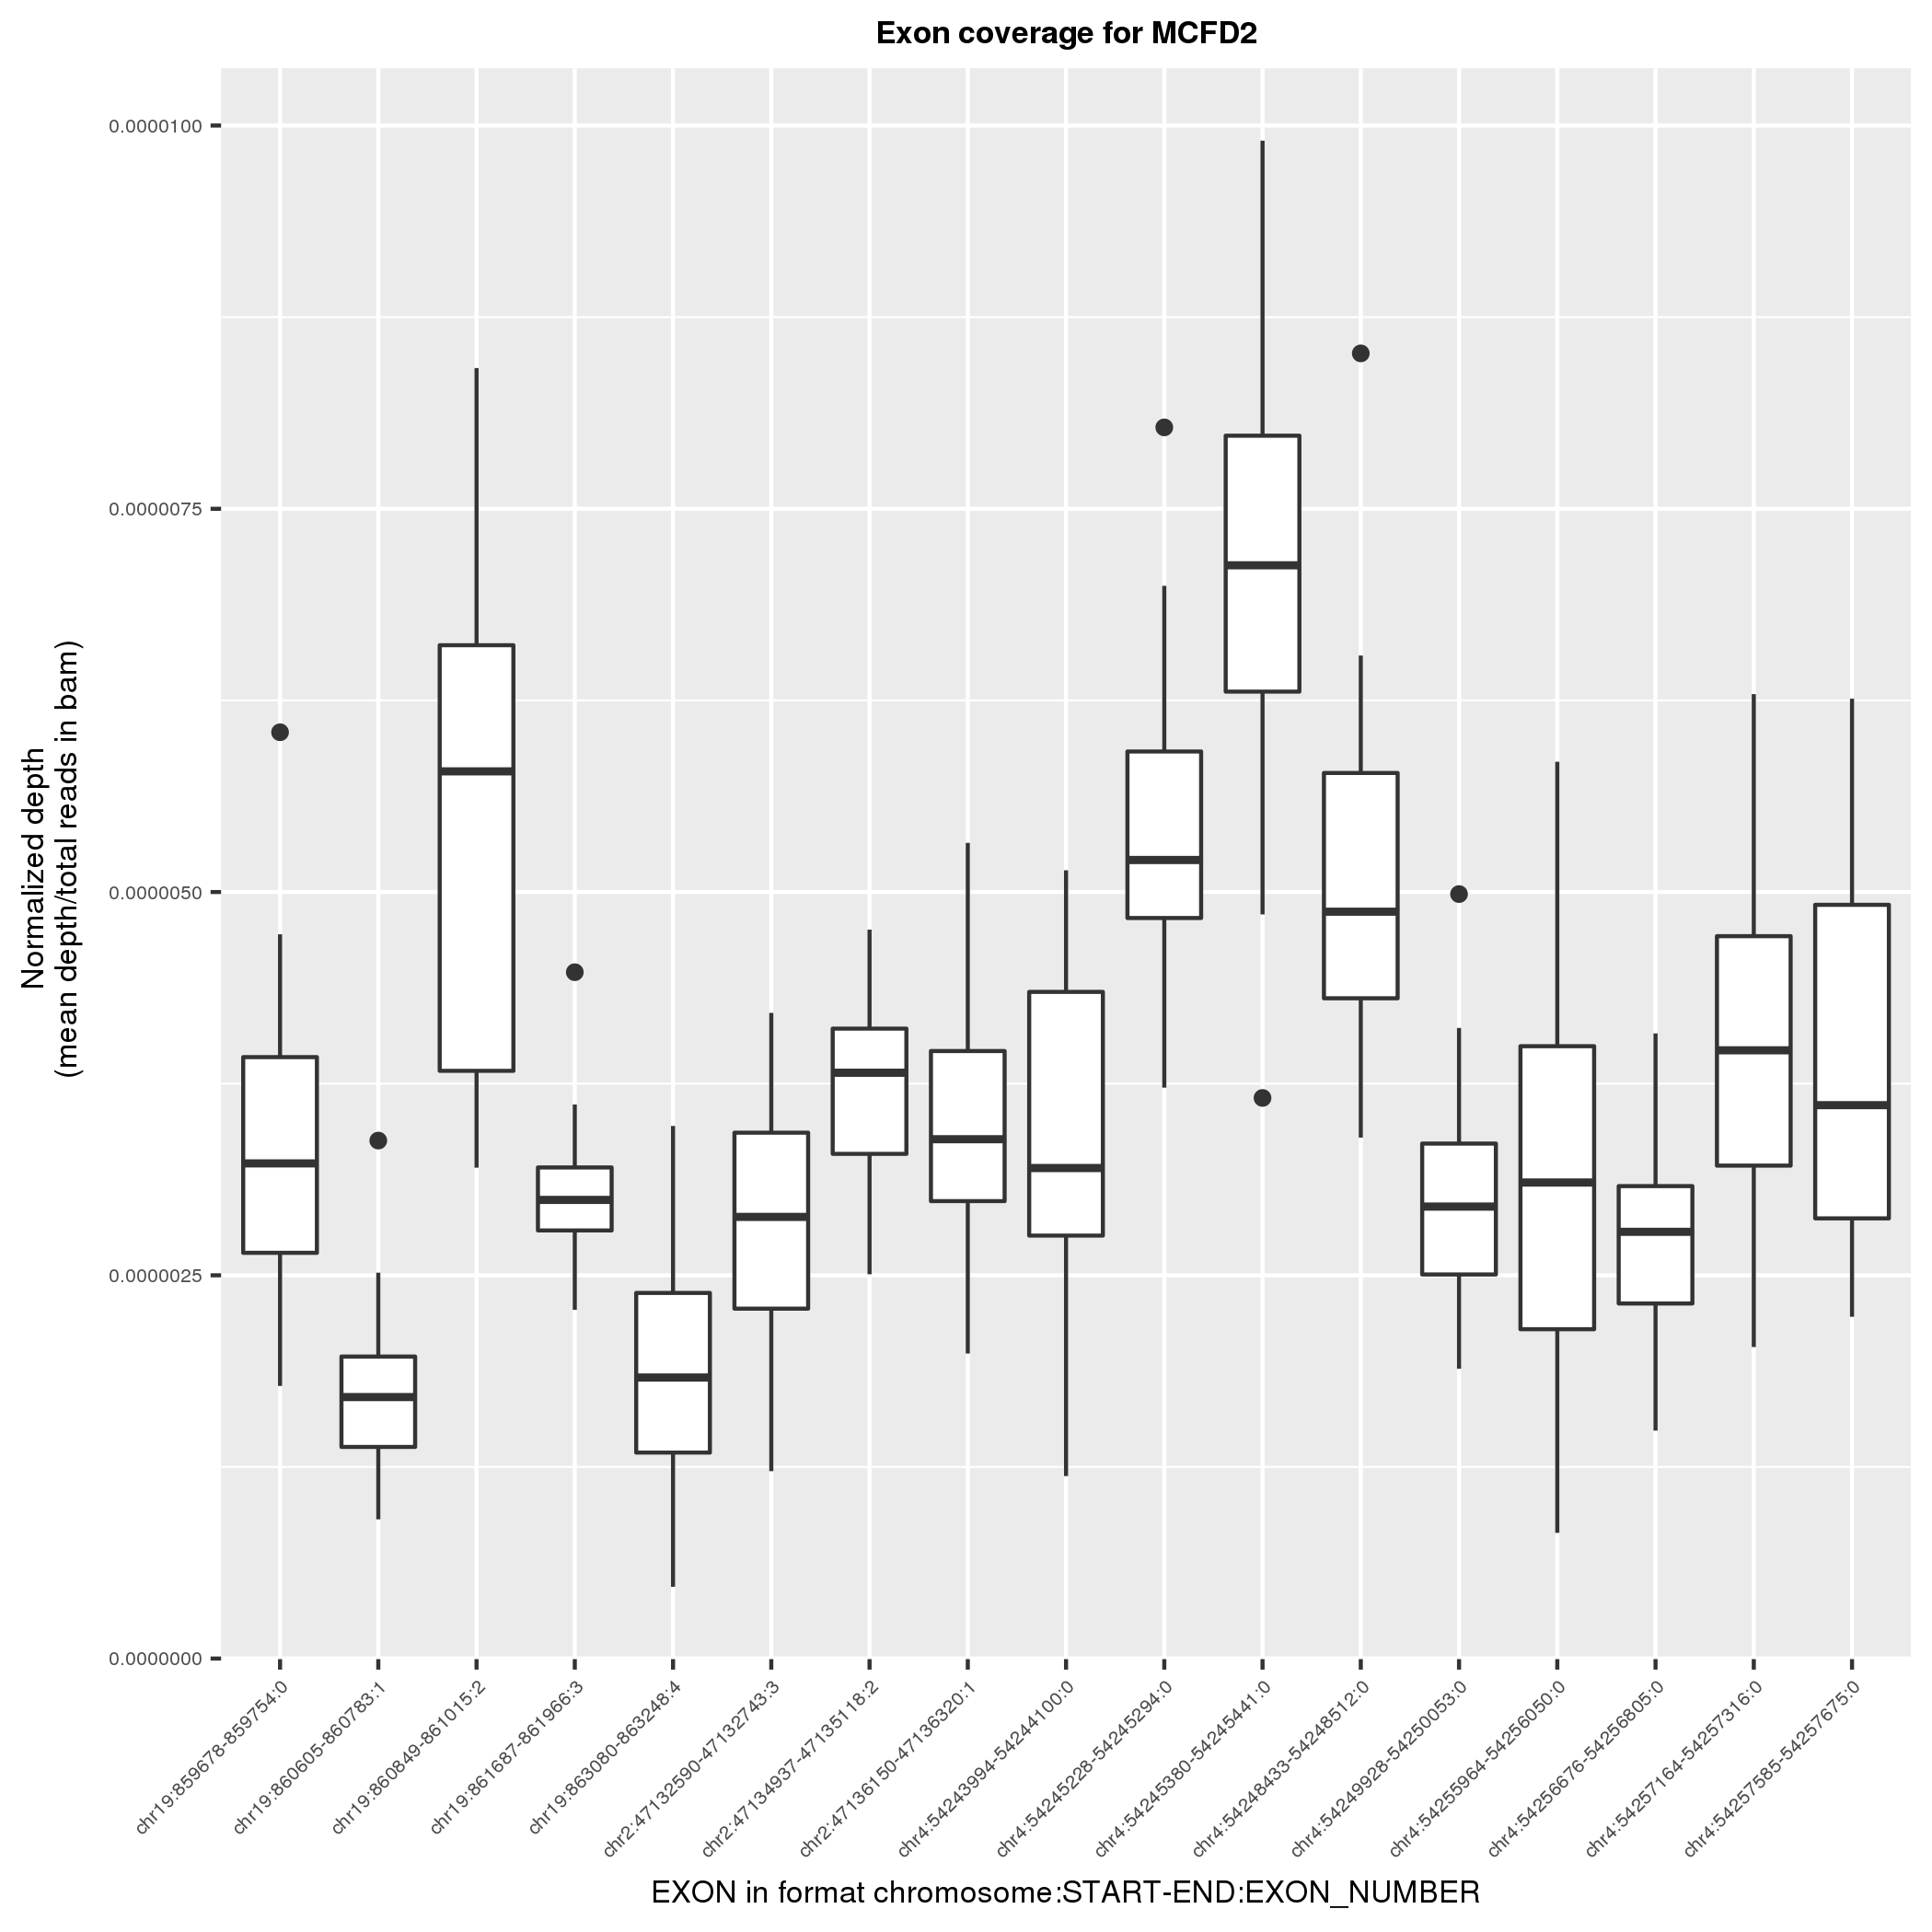 Exon coverage for MCFD2
Normalized depth
(mean depth/total reads in bam)
0.0000100
0.0000075
0.0000050
0.0000025
0.0000000
chr19:859678-859754:0
chr19:860605-860783:1
chr19:860849-861015:2
chr19:861687-861966:3
chr19:863080-863248:4
chr2:47132590-47132743:3
chr2:47134937-47135118:2
chr2:47136150-47136320:1
chr4:54243994-54244100:0
chr4:54245228-54245294:0
chr4:54245380-54245441:0
chr4:54248433-54248512:0
chr4:54249928-54250053:0
chr4:54255964-54256050:0
chr4:54256676-54256805:0
chr4:54257164-54257316:0
chr4:54257585-54257675:0
EXON in format chromosome:START-END:EXON_NUMBER